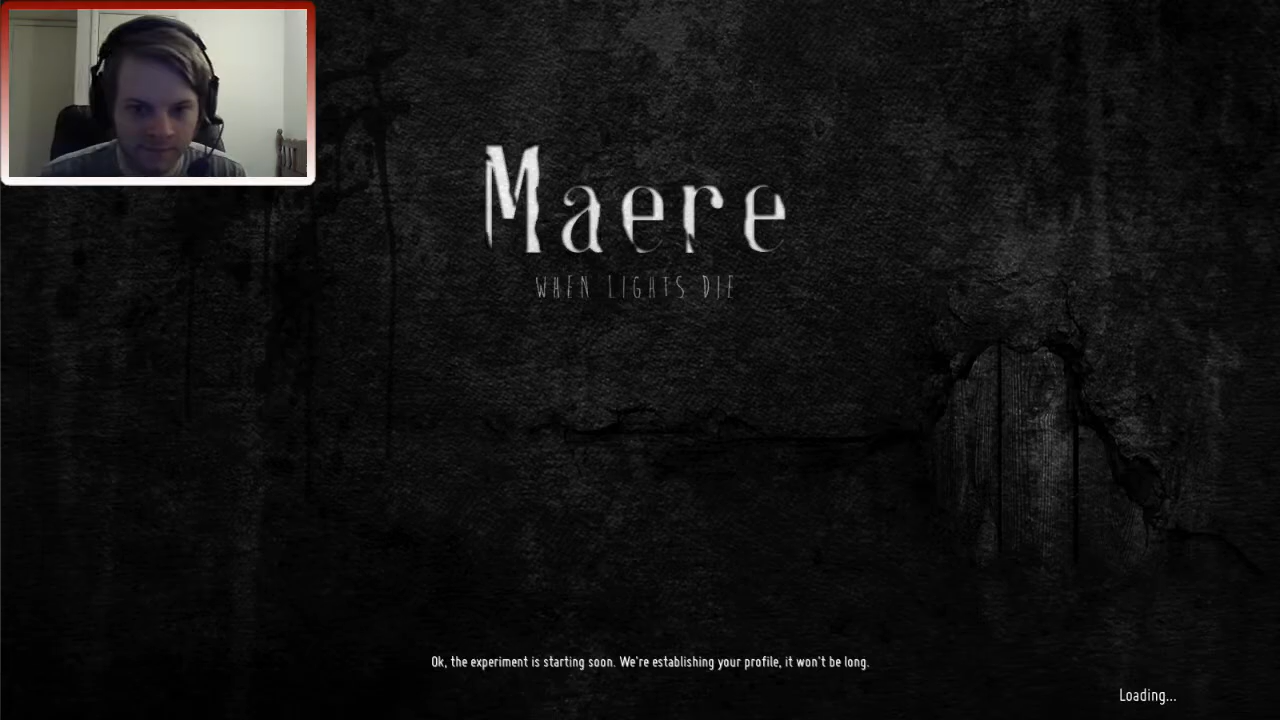 Maere
WHEN LIGHTS DIE
Ok, the experiment is starting soon. We're establishing your profile, it won't be long.
Loading...